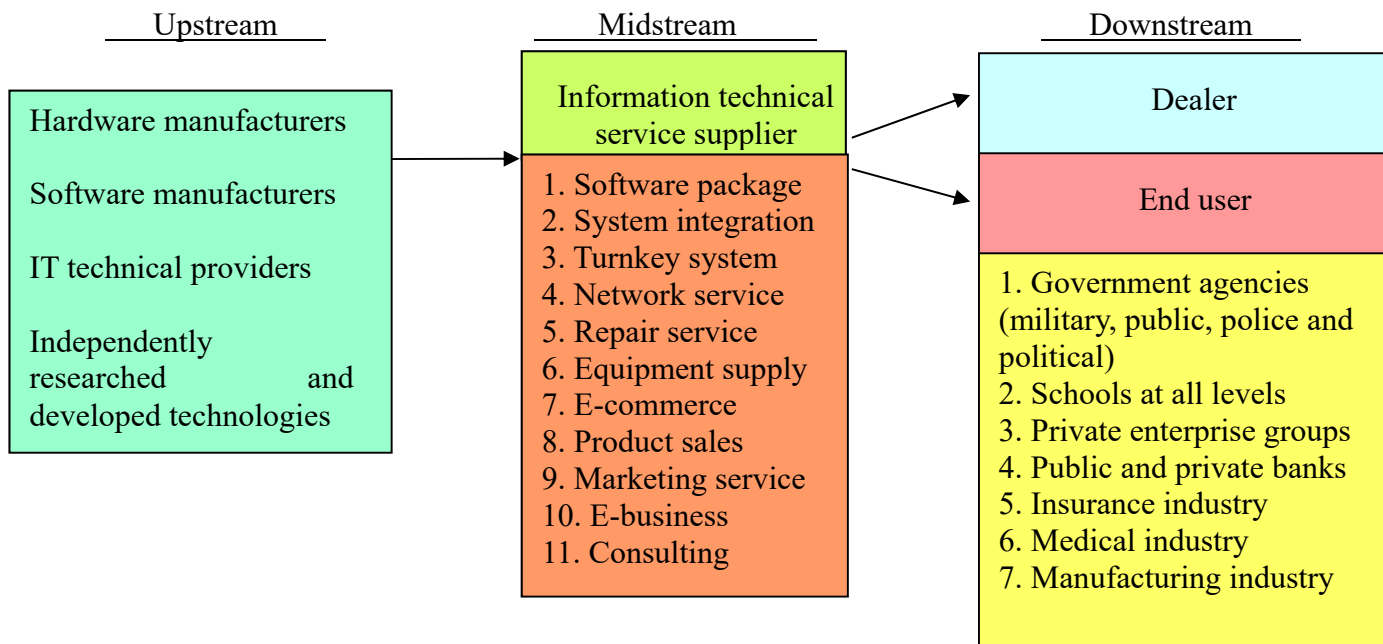 Upstream
Hardware manufacturers
Software manufacturers
IT technical providers
Independently
researched and
developed technologies
Midstream
Information technical
service supplier
1. Software package
2. System integration
3. Turnkey system
4. Network service
5. Repair service
6. Equipment supply
7. E-commerce
8. Product sales
9. Marketing service
10. E-business
11. Consulting
Downstream
Dealer
End user
1. Government agencies
(military, public, police and
political)
2. Schools at all levels
3. Private enterprise groups
4. Public and private banks
5. Insurance industry
6. Medical industry
7. Manufacturing industry